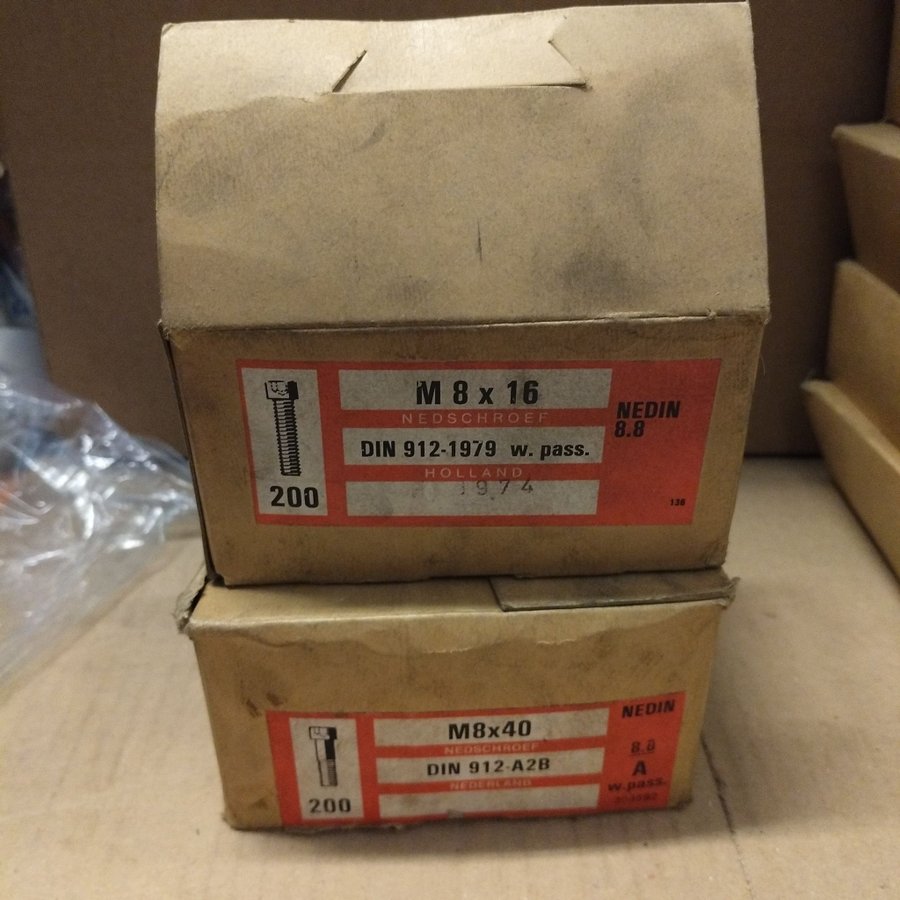 M 8 x 16
NEDSCHROEF
DIN 912-1979 w. pass.
HOLLAND
1974
200
NEDIN
8.8
136
M8x40
NEDSCHROEF
DIN 912-A2B
NEDERLAND
200
NEDIN
8.8
A
w.pass.